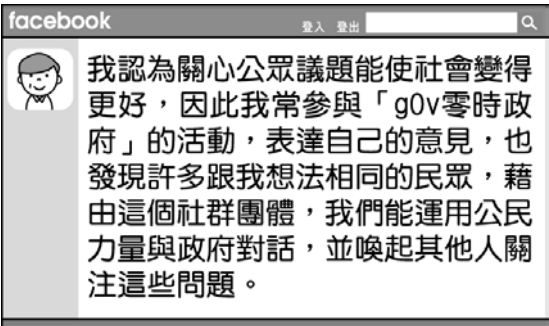 facebook
登入 登出
我認為關心公眾議題能使社會變得
更好，因此我常參與「g0v零時政
府」的活動，表達自己的意見，也
發現許多跟我想法相同的民眾，藉
由這個社群團體，我們能運用公民
力量與政府對話，並喚起其他人關
注這些問題。